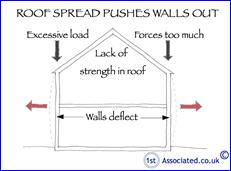 ROOF SPREAD PUSHES WALLS OUT
Excessive load
Forces too much
Lack of
strength in roof
Walls deflect
1st Associated.co.uk